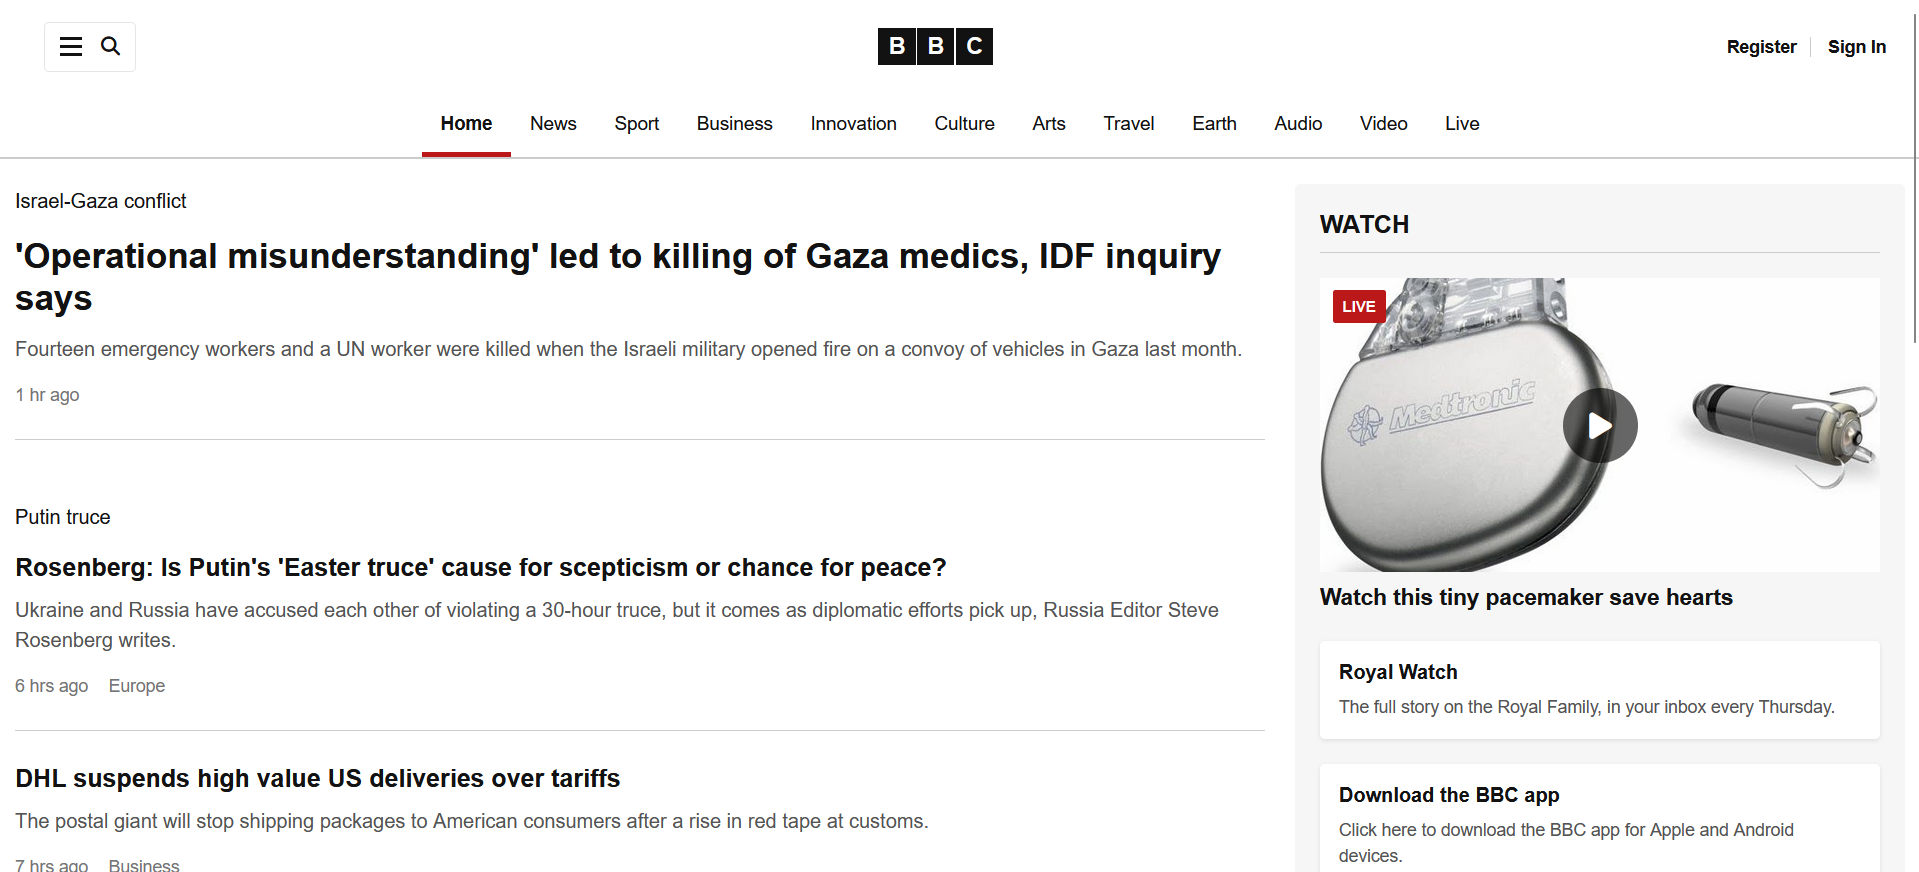 B B C
Register
Sign In
Home
News
Sport
Business
Innovation
Culture
Arts
Travel
Earth
Audio
Video
Live
Israel-Gaza conflict
'Operational misunderstanding' led to killing of Gaza medics, IDF inquiry
says
Fourteen emergency workers and a UN worker were killed when the Israeli military opened fire on a convoy of vehicles in Gaza last month.
1 hr ago
Putin truce
Rosenberg: Is Putin's 'Easter truce' cause for scepticism or chance for peace?
Ukraine and Russia have accused each other of violating a 30-hour truce, but it comes as diplomatic efforts pick up, Russia Editor Steve
Rosenberg writes.
6 hrs ago
Europe
DHL suspends high value US deliveries over tariffs
The postal giant will stop shipping packages to American consumers after a rise in red tape at customs.
7 hrs ago
Business
WATCH
LIVE
Medtronic
Watch this tiny pacemaker save hearts
Royal Watch
The full story on the Royal Family, in your inbox every Thursday.
Download the BBC app
Click here to download the BBC app for Apple and Android
devices.